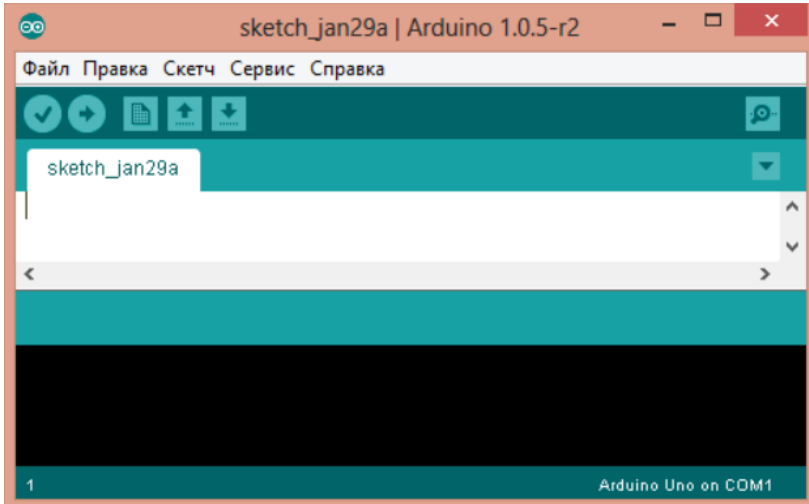 sketch_jan29a | Arduino 1.0.5-r2
Файл Правка Скетч Сервис Справка
sketch_jan29a
1 Arduino Uno on COM1